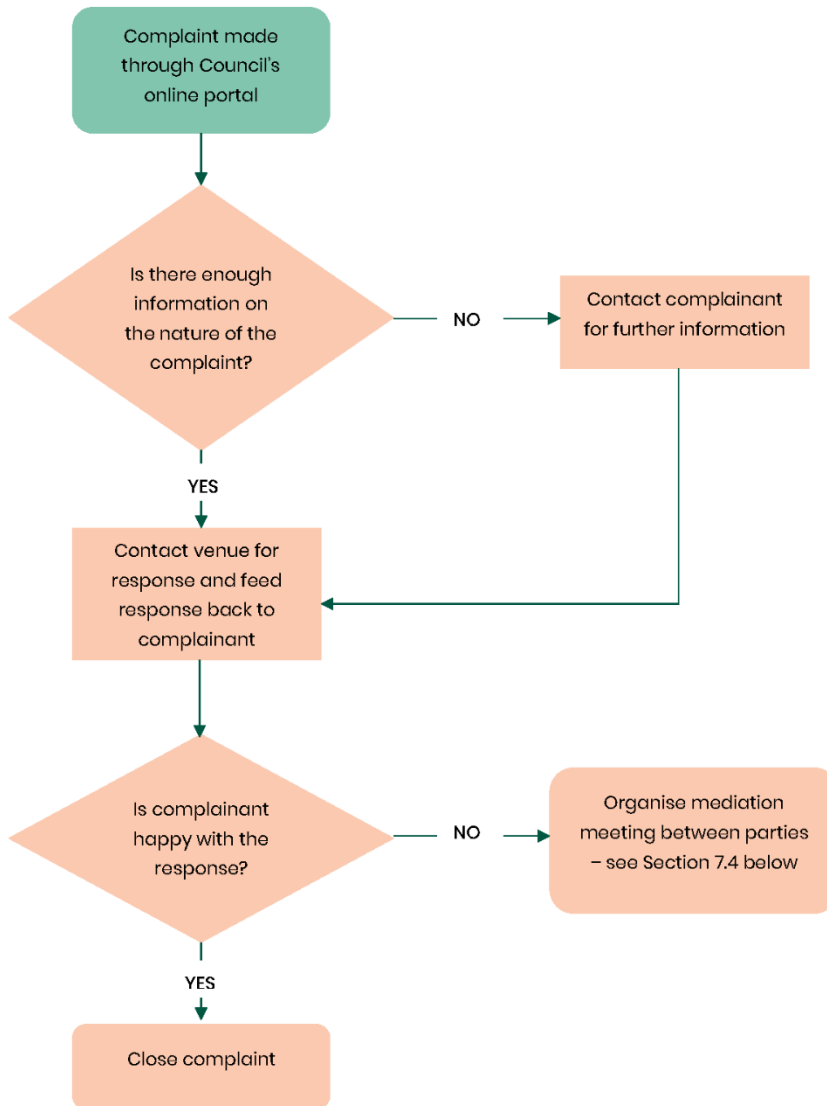 Complaint made
through Council's
online portal
Is there enough
information on
the nature of the
complaint?
NO
Contact complainant
for further information
YES
Contact venue for
response and feed
response back to
complainant
Is complainant
happy with the
response?
NO
Organise mediation
meeting between parties
– see Section 7.4 below
YES
Close complaint